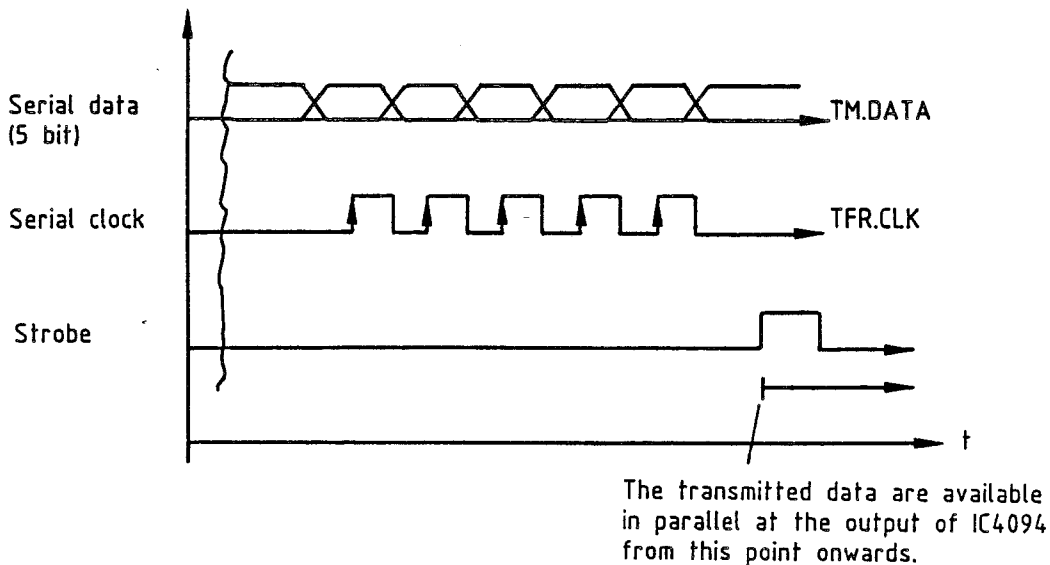 Serial data
(5 bit)
TM.DATA
Serial clock
TFR.CLK
Strobe
t
The transmitted data are available
in parallel at the output of IC4094
from this point onwards.